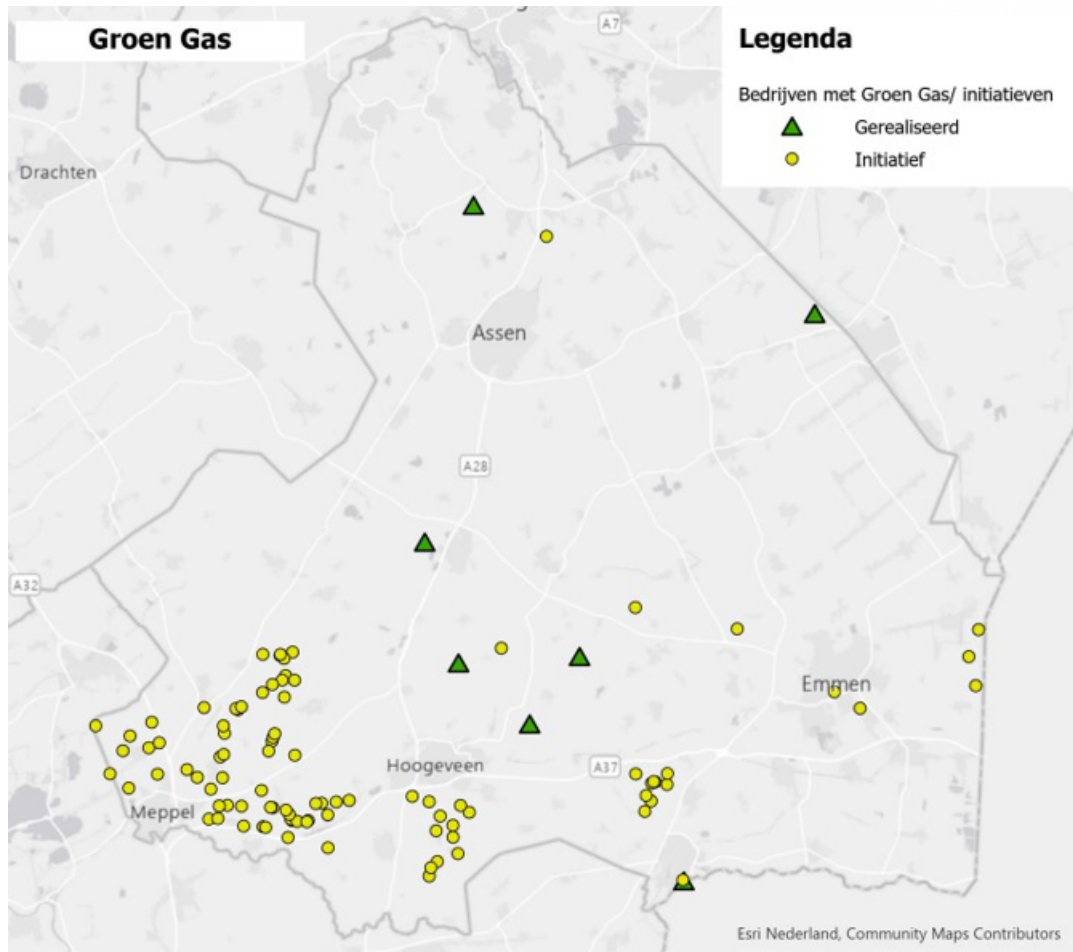 Groen Gas
A7
Legenda
Bedrijven met Groen Gas/ initiatieven
Gerealiseerd
Initiatief
Drachten
Assen
A28
A32
Emmen
Hoogeveen
A37
Meppel
Esri Nederland, Community Maps Contributors